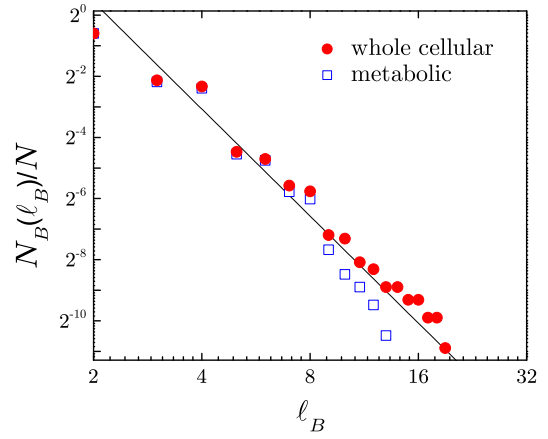 2^0
2^-2
2^-4
2^-6
2^-8
2^-10
N_B(ℓ_B)/N
whole cellular
metabolic
2 4 8 16 32
ℓ_B